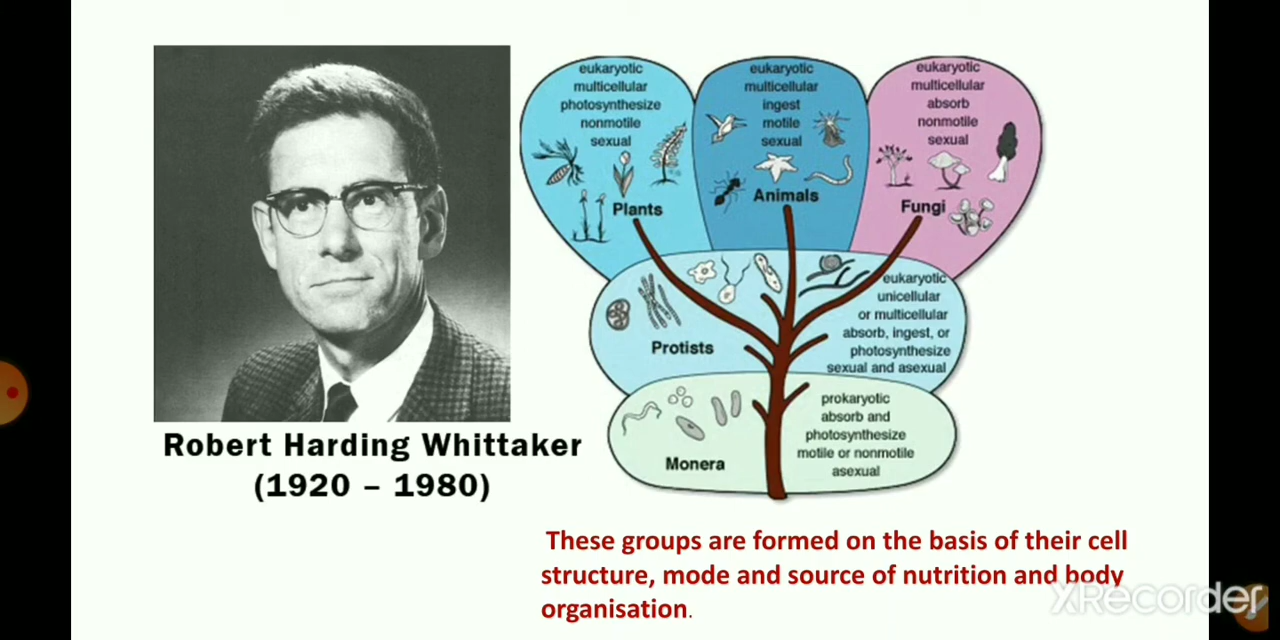 eukaryotic
multicellular
photosynthesize
nonmotile
sexual
Plants
eukaryotic
multicellular
ingest
motile
sexual
Animals
eukaryotic
multicellular
absorb
nonmotile
sexual
Fungi
eukaryotic
unicellular
or multicellular
absorb, ingest, or
photosynthesize
sexual and asexual
Protists
prokaryotic
absorb and
photosynthesize
motile or nonmotile
asexual
Monera
Robert Harding Whittaker
(1920 – 1980)
These groups are formed on the basis of their cell
structure, mode and source of nutrition and body
organisation.
XRecorder